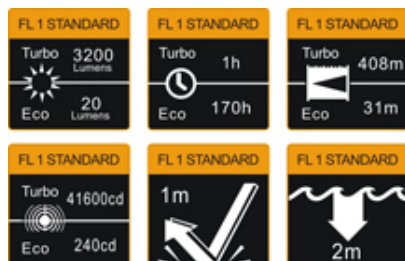 FL 1 STANDARD
Turbo 3200 Lumens
Eco 20 Lumens
FL 1 STANDARD
Turbo 1h
Eco 170h
FL 1 STANDARD
Turbo 408m
Eco 31m
FL 1 STANDARD
Turbo 41600cd
Eco 240cd
FL 1 STANDARD
1m
FL 1 STANDARD
2m